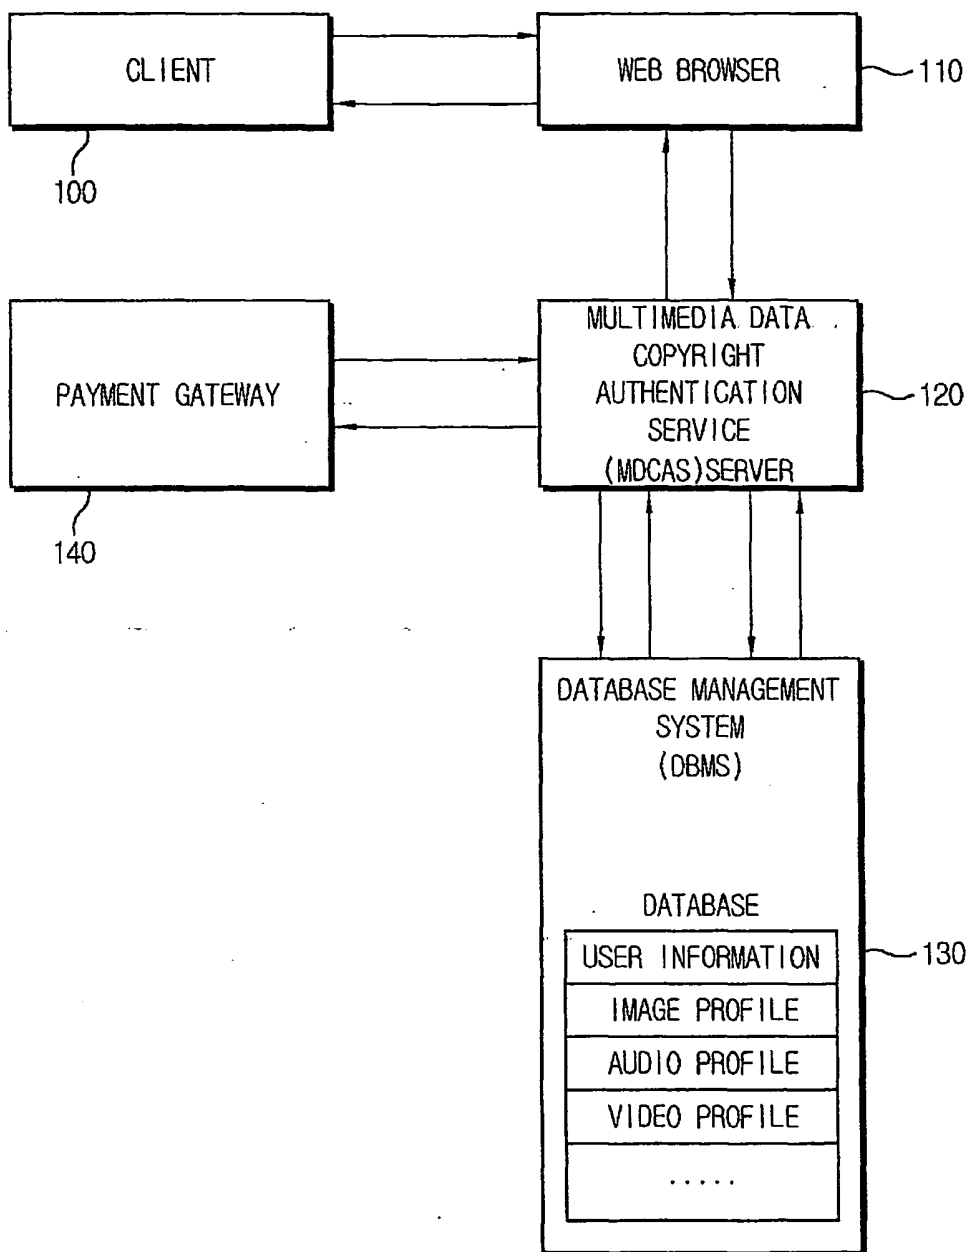 CLIENT
WEB BROWSER
110
100
PAYMENT GATEWAY
140
MULTIMEDIA DATA
COPYRIGHT
AUTHENTICATION
SERVICE
(MDCAS)SERVER
120
DATABASE MANAGEMENT
SYSTEM
(DBMS)
DATABASE
USER INFORMATION
IMAGE PROFILE
AUDIO PROFILE
VIDEO PROFILE
.....
130